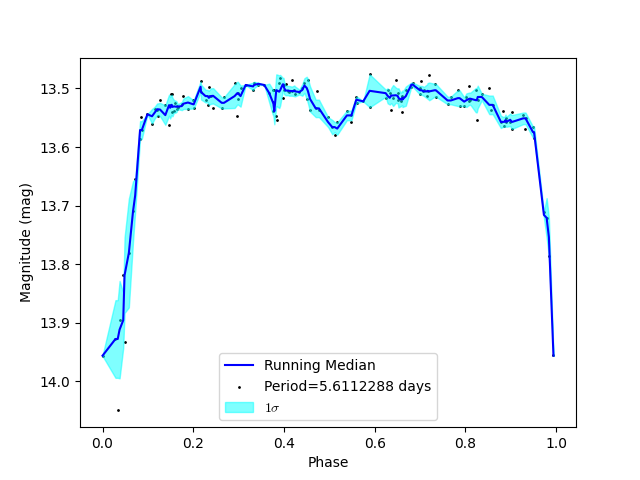 13.5
13.6
13.7
13.8
13.9
14.0
Magnitude (mag)
Running Median
Period=5.6112288 days
1σ
0.0 0.2 0.4 0.6 0.8 1.0
Phase